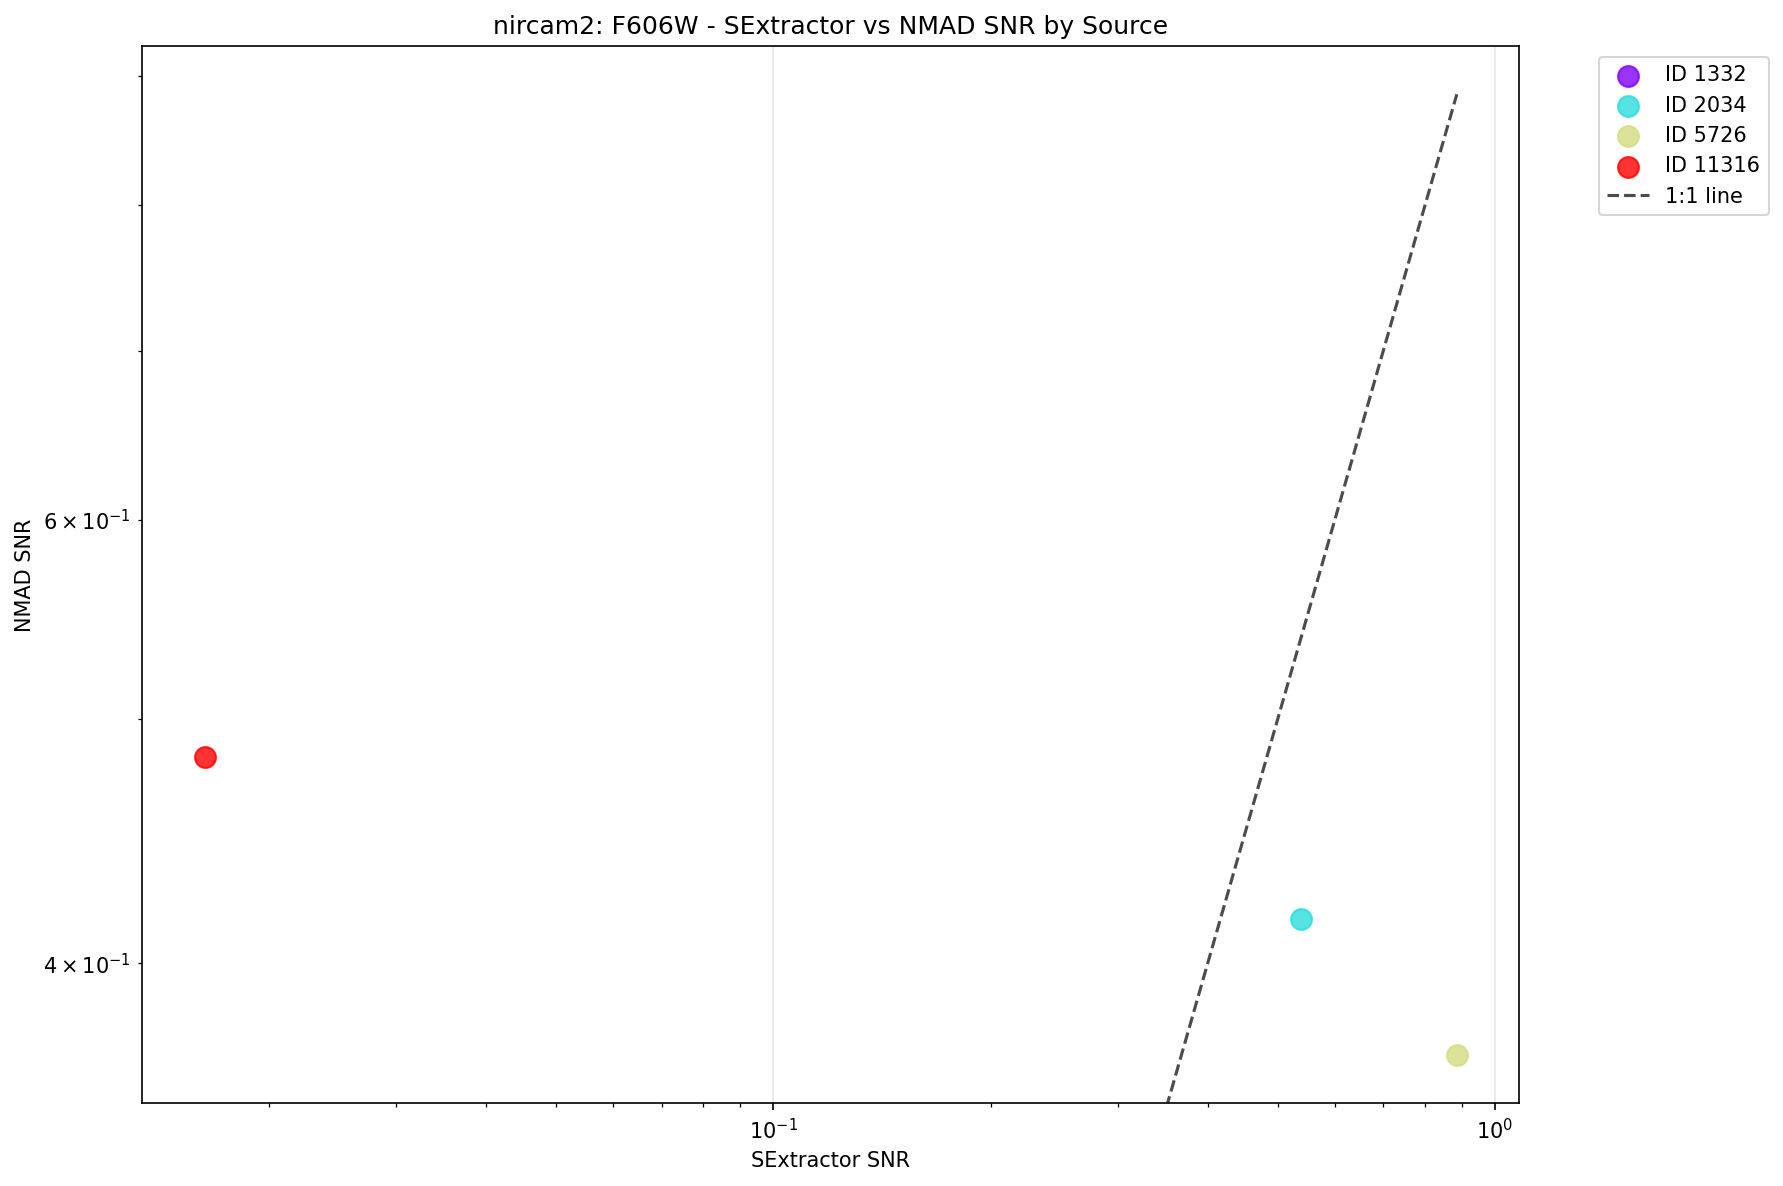 nircam2: F606W - SExtractor vs NMAD SNR by Source
ID 1332
ID 2034
ID 5726
ID 11316
1:1 line
NMAD SNR
6 × 10⁻¹
4 × 10⁻¹
10⁻¹
10⁰
SExtractor SNR